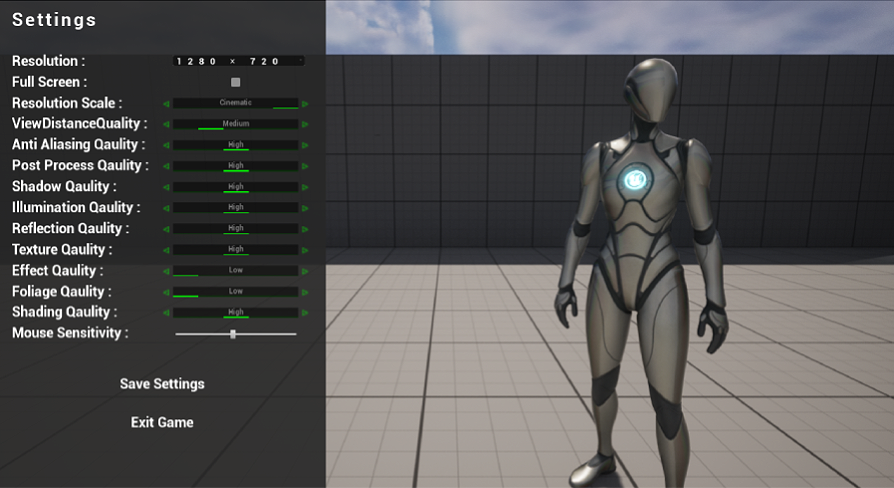 Settings
Resolution : 1280 x 720
Full Screen :
Resolution Scale : Cinematic
ViewDistanceQuality : Medium
Anti Aliasing Qaulity : High
Post Process Qaulity : High
Shadow Qaulity : High
Illumination Qaulity : High
Reflection Qaulity : High
Texture Qaulity : High
Effect Qaulity : Low
Foliage Qaulity : Low
Shading Qaulity : High
Mouse Sensitivity :
Save Settings
Exit Game